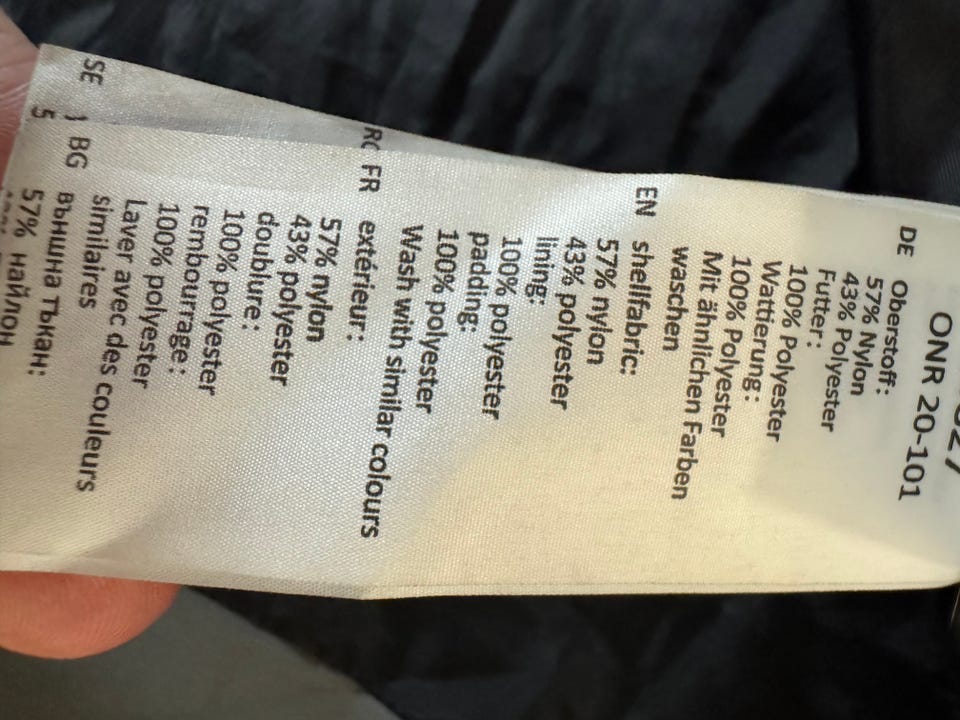 ONR 20-101
DE Oberstoff:
57% Nylon
43% Polyester
Futter:
100% Polyester
Wattierung:
100% Polyester
Mit ähnlichen Farben
waschen
EN shellfabric:
57% nylon
43% polyester
lining:
100% polyester
padding:
100% polyester
Wash with similar colours
FR extérieur:
57% nylon
43% polyester
doublure:
100% polyester
rembourrage:
100% polyester
Laver avec des couleurs
similaires
BG външна тъкан:
57% найлон
SE